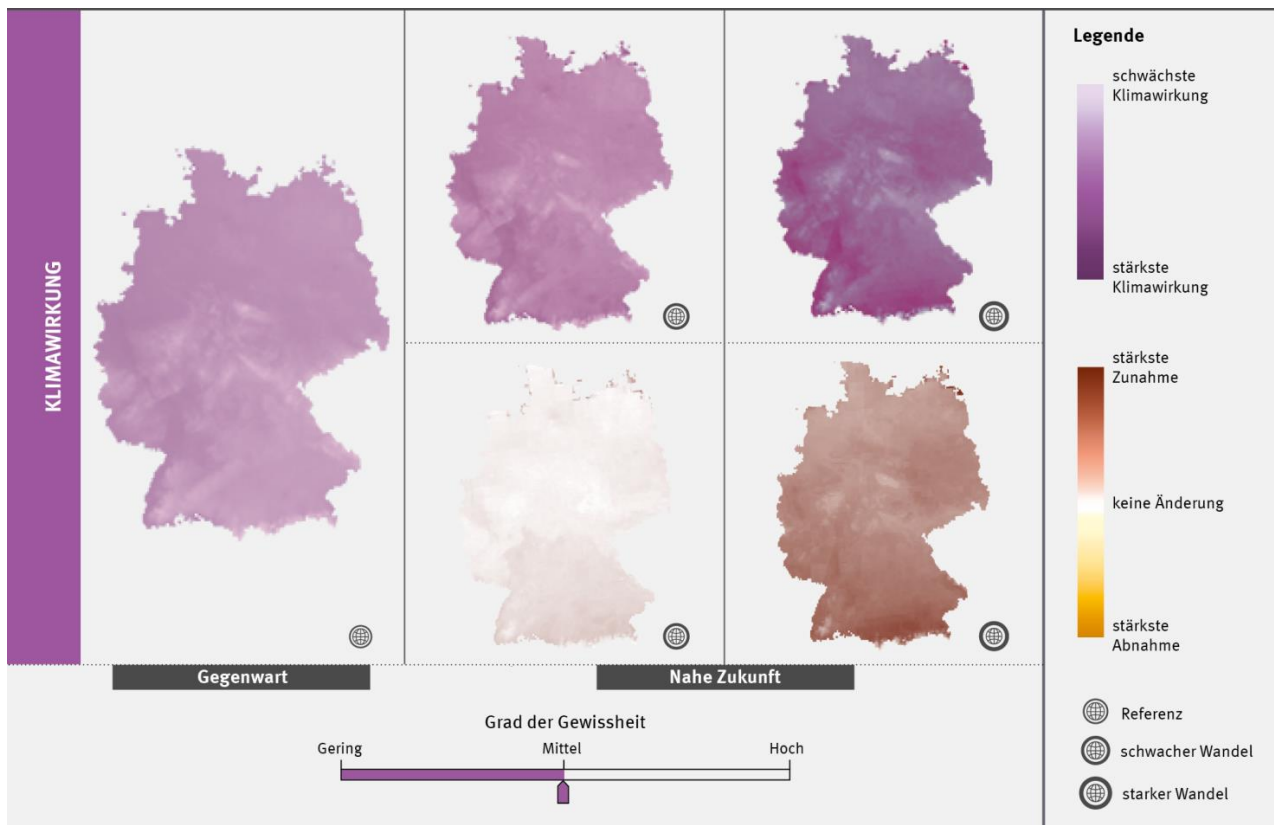 KLIMAWIRKUNG
Gegenwart
Nahe Zukunft
Grad der Gewissheit
Gering
Mittel
Hoch
Legende
schwächste
Klimawirkung
stärkste
Klimawirkung
stärkste
Zunahme
keine Änderung
stärkste
Abnahme
Referenz
schwacher Wandel
starker Wandel